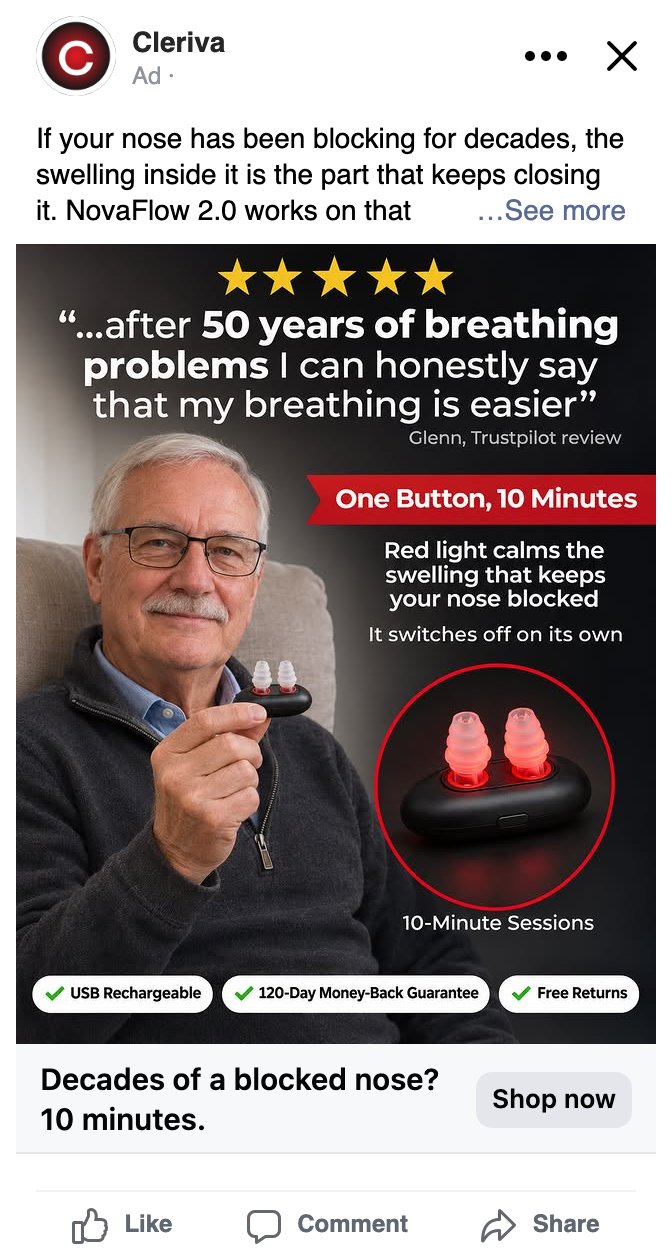 C
Cleriva
Ad ·
If your nose has been blocking for decades, the
swelling inside it is the part that keeps closing
it. NovaFlow 2.0 works on that ...See more
“...after 50 years of breathing
problems I can honestly say
that my breathing is easier”
Glenn, Trustpilot review
One Button, 10 Minutes
Red light calms the
swelling that keeps
your nose blocked
It switches off on its own
10-Minute Sessions
USB Rechargeable
120-Day Money-Back Guarantee
Free Returns
Decades of a blocked nose?
10 minutes.
Shop now
Like
Comment
Share